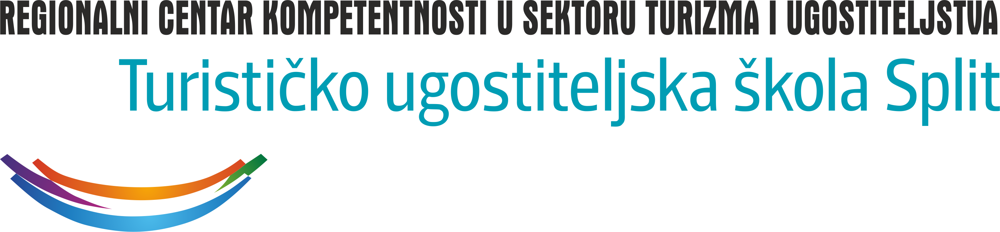 REGIONALNI CENTAR KOMPETENTNOSTI U SEKTORU TURIZMA I UGOSTITELJSTVA
Turističko ugostiteljska škola Split